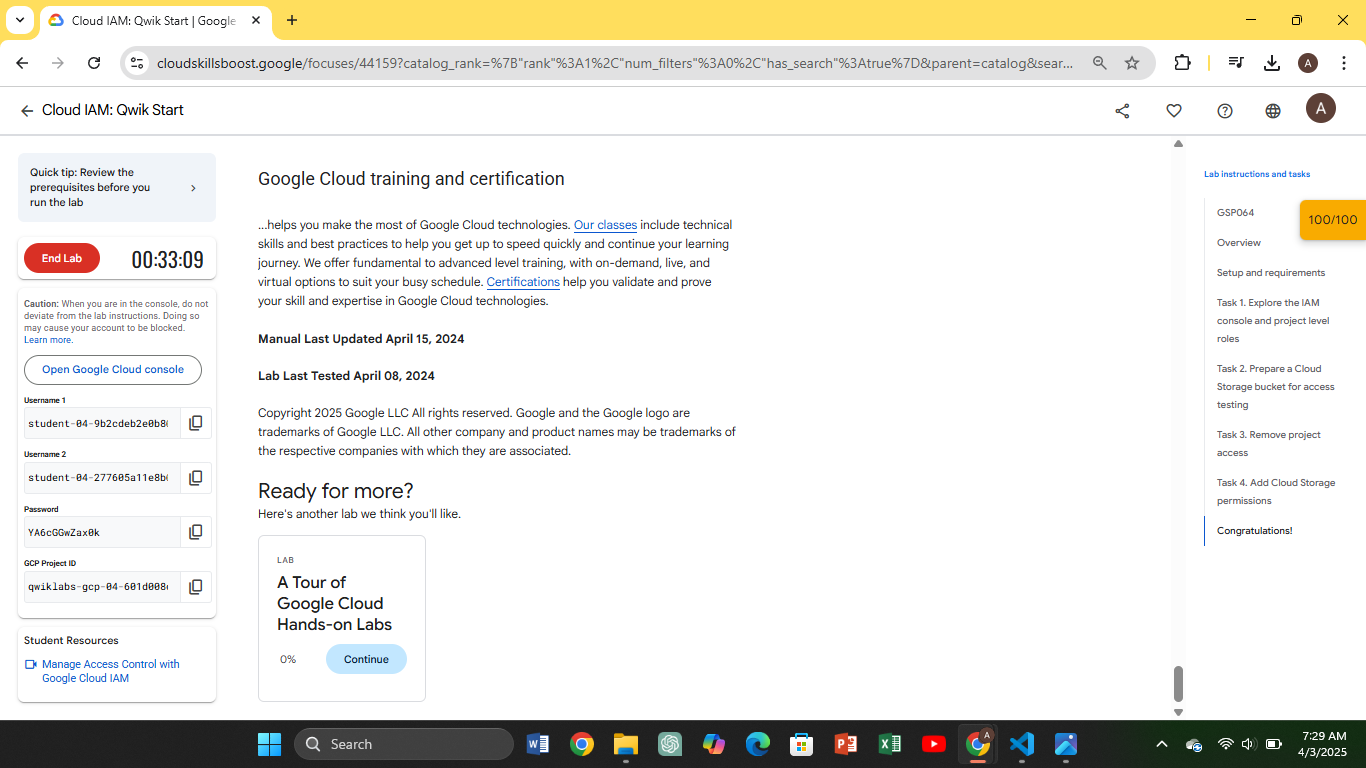 Cloud IAM: Qwik Start | Google
cloudskillsboost.google/focuses/44159?catalog_rank=%7B"rank"%3A1%2C"num_filters"%3A0%2C"has_search"%3Atrue%7D&parent=catalog&sear...
A
Cloud IAM: Qwik Start
A
Quick tip: Review the
prerequisites before you
run the lab
End Lab
00:33:09
Caution: When you are in the console, do not
deviate from the lab instructions. Doing so
may cause your account to be blocked.
Learn more.
Open Google Cloud console
Username 1
student-04-9b2cdeb2e0b8
Username 2
student-04-277605a11e8b
Password
YA6cGGwZax0k
GCP Project ID
qwiklabs-gcp-04-601d008
Student Resources
Manage Access Control with
Google Cloud IAM
Google Cloud training and certification
...helps you make the most of Google Cloud technologies. Our classes include technical
skills and best practices to help you get up to speed quickly and continue your learning
journey. We offer fundamental to advanced level training, with on-demand, live, and
virtual options to suit your busy schedule. Certifications help you validate and prove
your skill and expertise in Google Cloud technologies.
Manual Last Updated April 15, 2024
Lab Last Tested April 08, 2024
Copyright 2025 Google LLC All rights reserved. Google and the Google logo are
trademarks of Google LLC. All other company and product names may be trademarks of
the respective companies with which they are associated.
Ready for more?
Here's another lab we think you'll like.
LAB
A Tour of
Google Cloud
Hands-on Labs
0%
Continue
Lab instructions and tasks
GSP064
100/100
Overview
Setup and requirements
Task 1. Explore the IAM
console and project level
roles
Task 2. Prepare a Cloud
Storage bucket for access
testing
Task 3. Remove project
access
Task 4. Add Cloud Storage
permissions
Congratulations!
Search
A
7:29 AM
4/3/2025